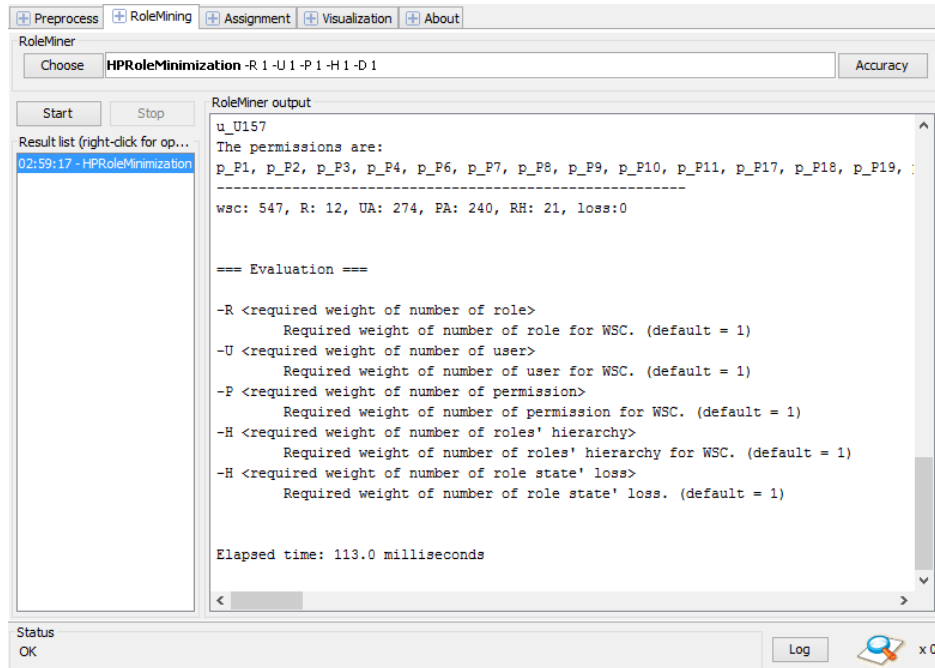 Preprocess RoleMining Assignment Visualization About
RoleMiner
Choose HPRoleMinimization -R 1 -U 1 -P 1 -H 1 -D 1 Accuracy
Start Stop
Result list (right-click for op...
02:59:17 - HPRoleMinimization
RoleMiner output
u_U157
The permissions are:
p_P1, p_P2, p_P3, p_P4, p_P6, p_P7, p_P8, p_P9, p_P10, p_P11, p_P17, p_P18, p_P19,
--------------------------------------------------------
wsc: 547, R: 12, UA: 274, PA: 240, RH: 21, loss:0
=== Evaluation ===
-R <required weight of number of role>
Required weight of number of role for WSC. (default = 1)
-U <required weight of number of user>
Required weight of number of user for WSC. (default = 1)
-P <required weight of number of permission>
Required weight of number of permission for WSC. (default = 1)
-H <required weight of number of roles' hierarchy>
Required weight of number of roles' hierarchy for WSC. (default = 1)
-H <required weight of number of role state' loss>
Required weight of number of role state' loss. (default = 1)
Elapsed time: 113.0 milliseconds
Status
OK
Log
x 0